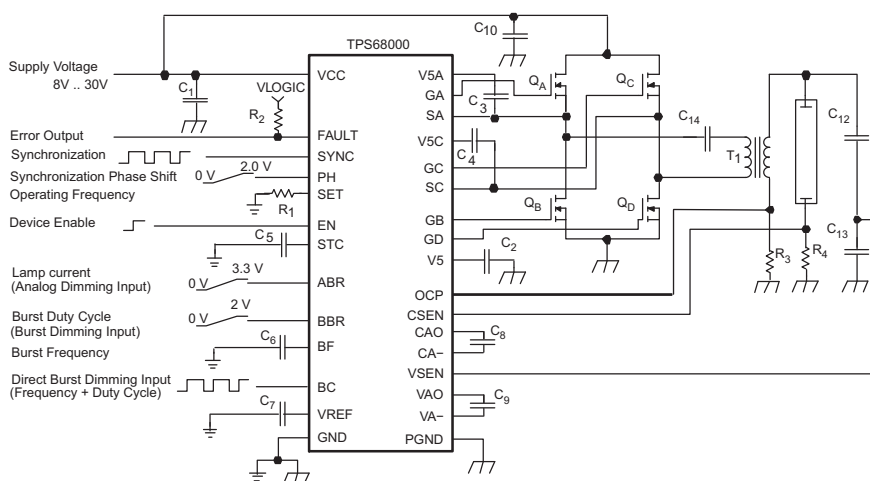 TPS68000
Supply Voltage
8V .. 30V
C1
VLOGIC
R2
Error Output
Synchronization
Synchronization Phase Shift
0 V
2.0 V
Operating Frequency
R1
Device Enable
C5
Lamp current
(Analog Dimming Input)
0 V
3.3 V
Burst Duty Cycle
(Burst Dimming Input)
0 V
2 V
Burst Frequency
C6
Direct Burst Dimming Input
(Frequency + Duty Cycle)
C7
VCC
FAULT
SYNC
PH
SET
EN
STC
ABR
BBR
BF
BC
VREF
GND
V5A
GA
SA
V5C
GC
SC
GB
GD
V5
OCP
CSEN
CAO
CA−
VSEN
VAO
VA−
PGND
C10
C3
C4
C2
C8
C9
QA
QC
QB
QD
C14
T1
R3
R4
C12
C13